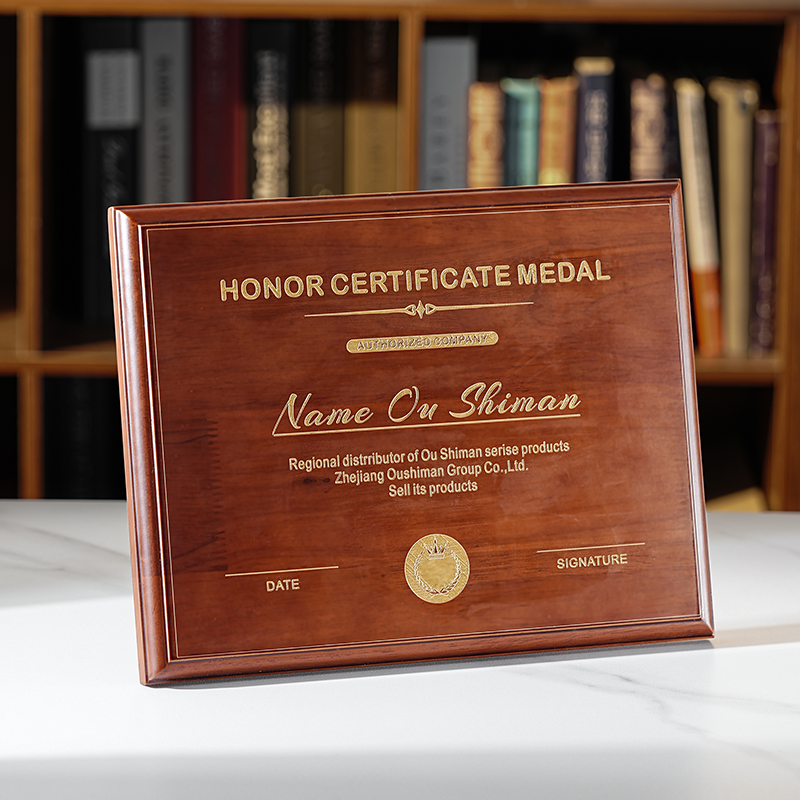 HONOR CERTIFICATE MEDAL
AUTHORIZED COMPANY
Name Ou Shiman
Regional distrributor of Ou Shiman serise products
Zhejiang Oushiman Group Co.,Ltd.
Sell its products
DATE
SIGNATURE